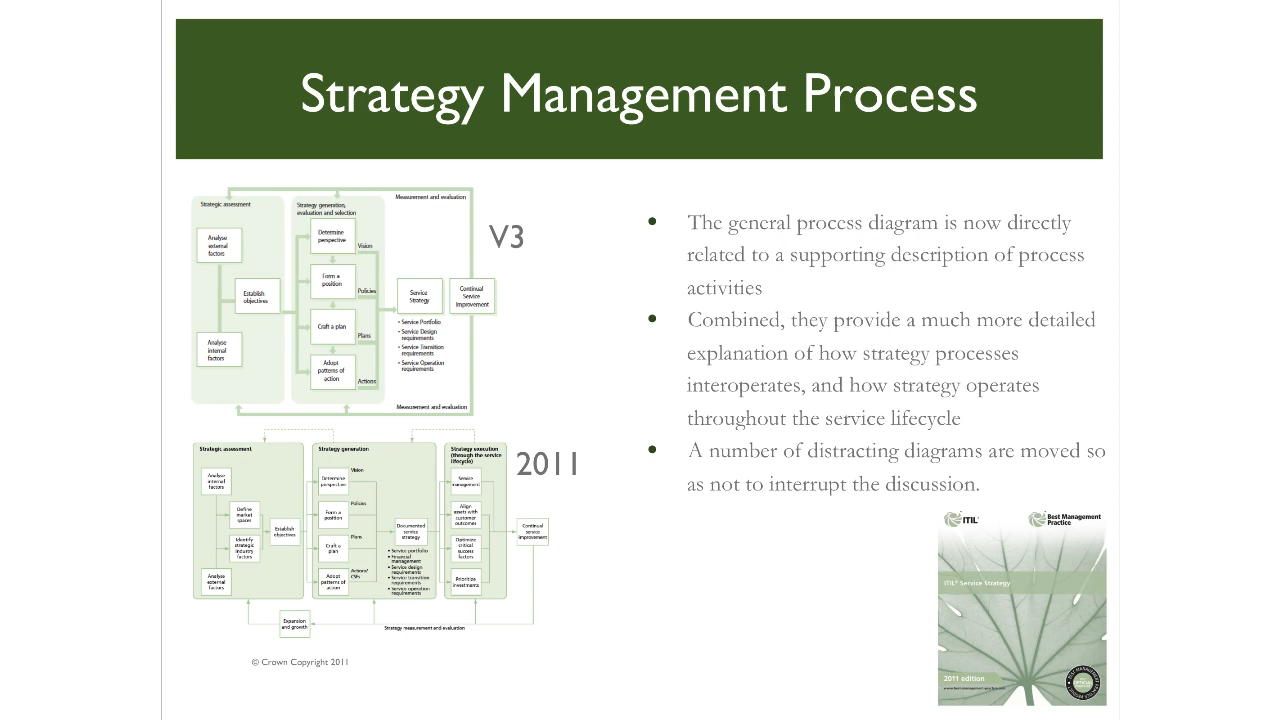 Strategy Management Process
Strategic assessment
Strategy generation,
evaluation and selection
Measurement and evaluation
V3
Analyse
external
factors
Determine
perspective
Vision
Form a
position
Policies
Establish
objectives
Service
Strategy
Continual
Service
Improvement
Craft a plan
Plans
• Service Portfolio
• Service Design
requirements
• Service Transition
requirements
• Service Operation
requirements
Analyse
internal
factors
Adopt
patterns of
action
Actions
Measurement and evaluation
Strategic assessment
Strategy generation
Strategy execution
(through the service
lifecycle)
2011
Analyse
internal
factors
Vision
Determine
perspective
Service
management
Define
market
spaces
Policies
Form a
position
Align
assets with
customer
outcomes
Establish
objectives
Documented
service
strategy
Continual
service
improvement
Identify
strategic
industry
factors
Plans
Craft a
plan
Optimize
critical
success
factors
• Service portfolio
• Financial
management
• Service design
requirements
• Service transition
requirements
• Service operation
requirements
Analyse
external
factors
Actions/
CSFs
Adopt
patterns of
action
Prioritize
investments
Expansion
and growth
Strategy measurement and evaluation
© Crown Copyright 2011
• The general process diagram is now directly
related to a supporting description of process
activities
• Combined, they provide a much more detailed
explanation of how strategy processes
interoperates, and how strategy operates
throughout the service lifecycle
• A number of distracting diagrams are moved so
as not to interrupt the discussion.
ITIL®
Best Management
Practice
ITIL® Service Strategy
2011 edition